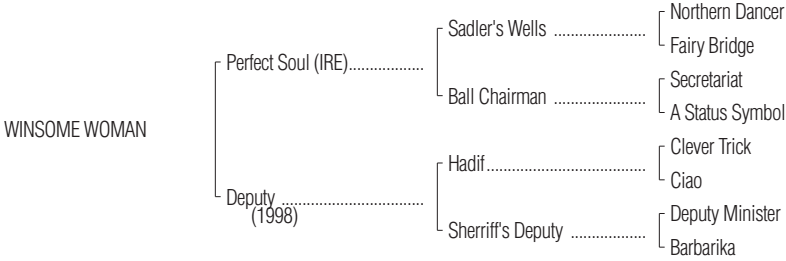 Northern Dancer
Sadler's Wells ......................
Fairy Bridge
Perfect Soul (IRE)..................
Secretariat
Ball Chairman ......................
A Status Symbol
WINSOME WOMAN
Clever Trick
Hadif......................................
Ciao
Deputy ..................................
(1998)
Deputy Minister
Sherriff's Deputy ..................
Barbarika